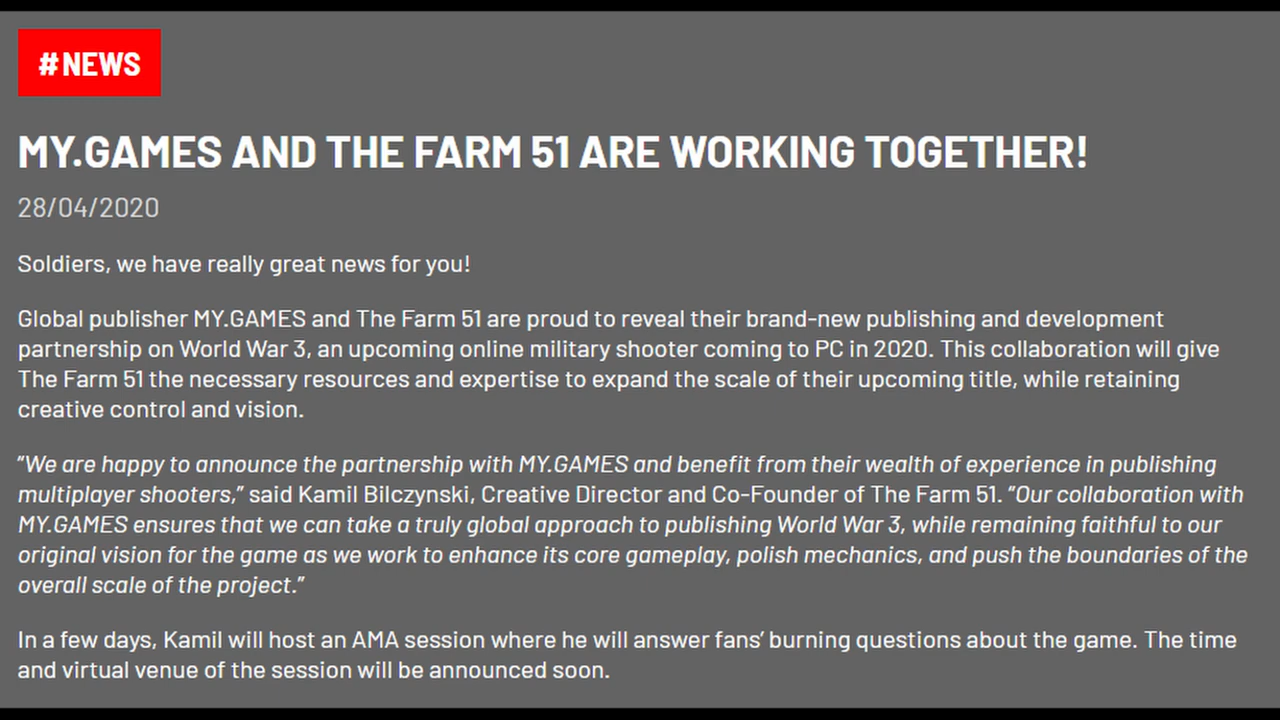 #NEWS
MY.GAMES AND THE FARM 51 ARE WORKING TOGETHER!
28/04/2020
Soldiers, we have really great news for you!
Global publisher MY.GAMES and The Farm 51 are proud to reveal their brand-new publishing and development
partnership on World War 3, an upcoming online military shooter coming to PC in 2020. This collaboration will give
The Farm 51 the necessary resources and expertise to expand the scale of their upcoming title, while retaining
creative control and vision.
“We are happy to announce the partnership with MY.GAMES and benefit from their wealth of experience in publishing
multiplayer shooters,” said Kamil Bilczynski, Creative Director and Co-Founder of The Farm 51. “Our collaboration with
MY.GAMES ensures that we can take a truly global approach to publishing World War 3, while remaining faithful to our
original vision for the game as we work to enhance its core gameplay, polish mechanics, and push the boundaries of the
overall scale of the project.”
In a few days, Kamil will host an AMA session where he will answer fans’ burning questions about the game. The time
and virtual venue of the session will be announced soon.